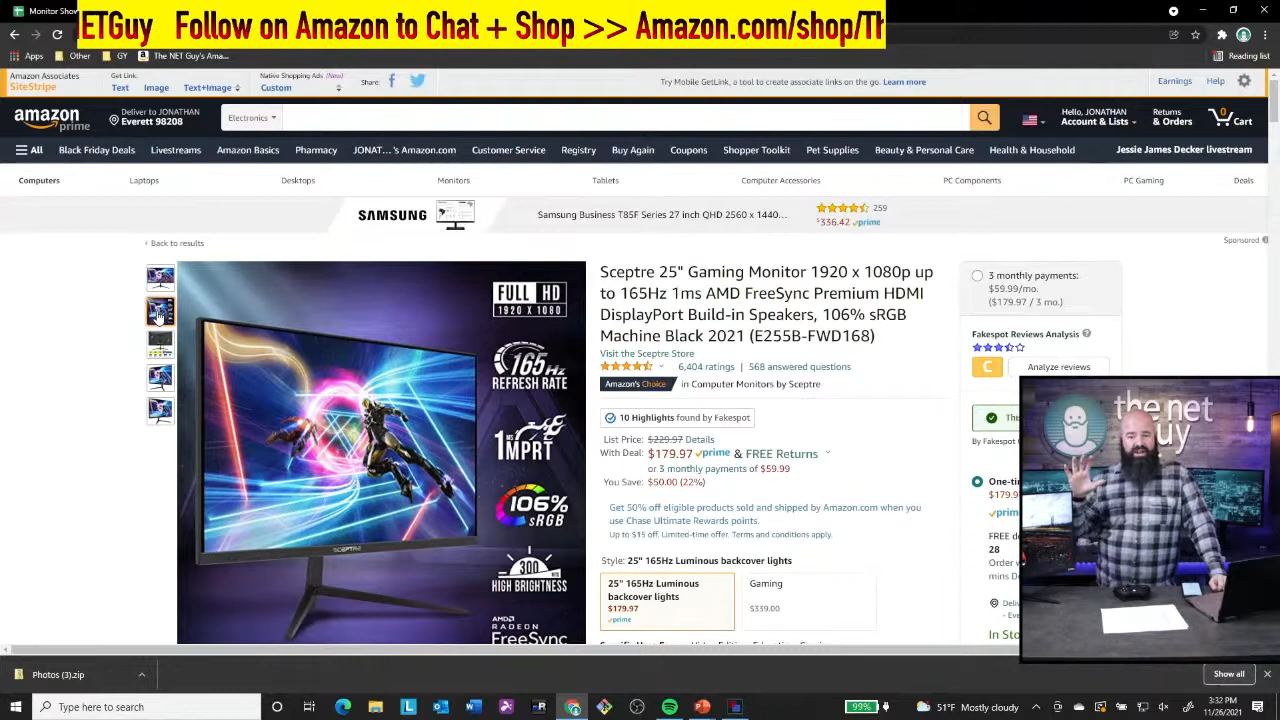 Monitor Show
ETGuy Follow on Amazon to Chat + Shop >> Amazon.com/shop/Th
Apps Other GY The NET Guy's Ama...
Reading list
Amazon Associates
SiteStripe
Get Link:
Text Image Text+Image
Native Shopping Ads (New)
Custom
Share:
Try Mobile GetLink, a tool to create associate links on the go. Learn more
Earnings Help
amazon
prime
Deliver to JONATHAN
Everett 98208
Electronics
Hello, JONATHAN
Account & Lists
Returns
& Orders
0
Cart
All Black Friday Deals Livestreams Amazon Basics Pharmacy JONAT...'s Amazon.com Customer Service Registry Buy Again Coupons Shopper Toolkit Pet Supplies Beauty & Personal Care Health & Household Jessie James Decker livestream
Computers Laptops Desktops Monitors Tablets Computer Accessories PC Components PC Gaming Deals
SAMSUNG
Samsung Business T85F Series 27 inch QHD 2560 x 1440...
259
$336.42 prime
‹ Back to results
Sponsored
FULL HD
1920 X 1080
165Hz
REFRESH RATE
1MS MPRT
106%
sRGB
300
NITS
HIGH BRIGHTNESS
AMD
RADEON
FreeSync
SCEPTRE
Sceptre 25" Gaming Monitor 1920 x 1080p up
to 165Hz 1ms AMD FreeSync Premium HDMI
DisplayPort Build-in Speakers, 106% sRGB
Machine Black 2021 (E255B-FWD168)
Visit the Sceptre Store
6,404 ratings | 568 answered questions
Amazon's Choice in Computer Monitors by Sceptre
10 Highlights found by Fakespot
List Price: $229.97 Details
With Deal: $179.97 prime & FREE Returns
or 3 monthly payments of $59.99
You Save: $50.00 (22%)
Get 50% off eligible products sold and shipped by Amazon.com when you
use Chase Ultimate Rewards points.
Up to $15 off. Limited-time offer. Terms and conditions apply.
Style: 25" 165Hz Luminous backcover lights
25" 165Hz Luminous
backcover lights
$179.97
prime
Gaming
$339.00
3 monthly payments:
$59.99/mo.
($179.97 / 3 mo.)
Fakespot Reviews Analysis
C
Analyze reviews
By Fakespot
One-ti
$179.9
prim
FREE de
28
Order w
mins D
In Sto
the net
guy
Photos (3).zip
Show all
Type here to search
99%
51°F Mostly cloudy
3:32 PM
11/26/2021